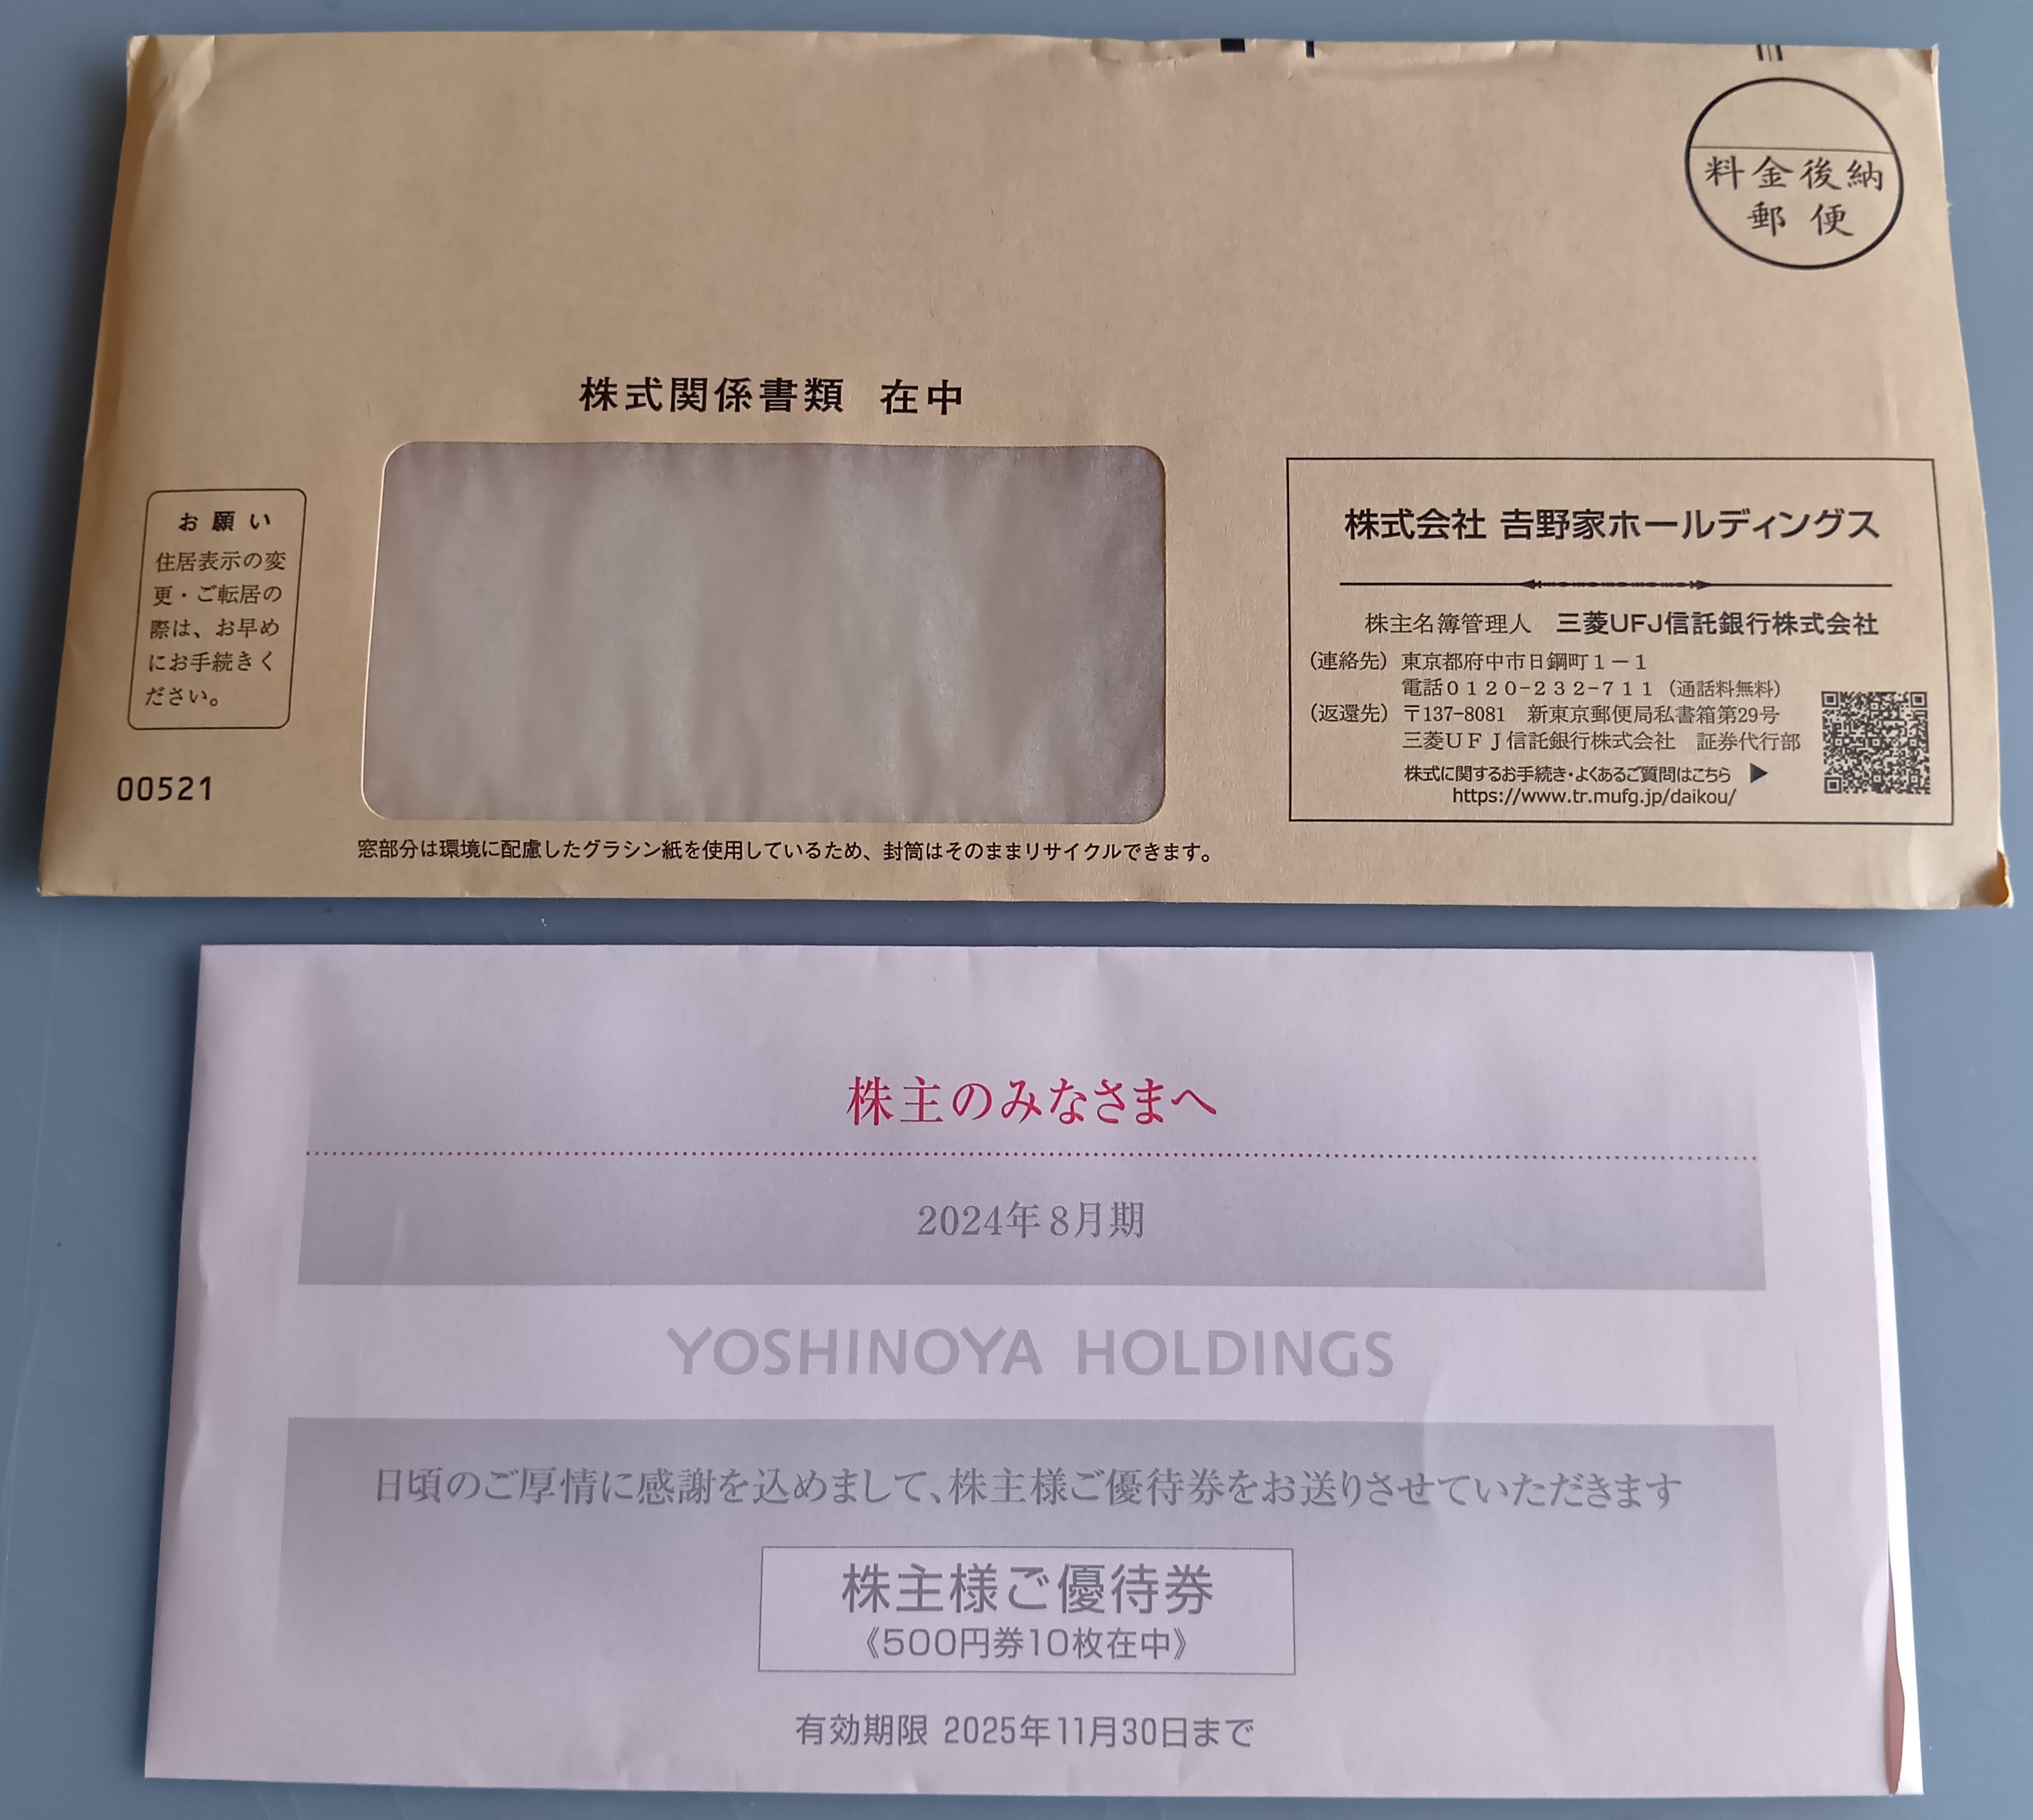 料金後納
郵便
株式関係書類 在中
お願い
住居表示の変
更・ご転居の
際は、お早め
にお手続きく
ださい。
00521
株式会社 𠮷野家ホールディングス
株主名簿管理人 三菱UFJ信託銀行株式会社
(連絡先) 東京都府中市日鋼町1-1
電話0120-232-711(通話料無料)
(返還先) 〒137-8081 新東京郵便局私書箱第29号
三菱UFJ信託銀行株式会社 証券代行部
株式に関するお手続き・よくあるご質問はこちら ▶
https://www.tr.mufg.jp/daikou/
窓部分は環境に配慮したグラシン紙を使用しているため、封筒はそのままリサイクルできます。
株主のみなさまへ
2024年8月期
YOSHINOYA HOLDINGS
日頃のご厚情に感謝を込めまして、株主様ご優待券をお送りさせていただきます
株主様ご優待券
《500円券10枚在中》
有効期限 2025年11月30日まで